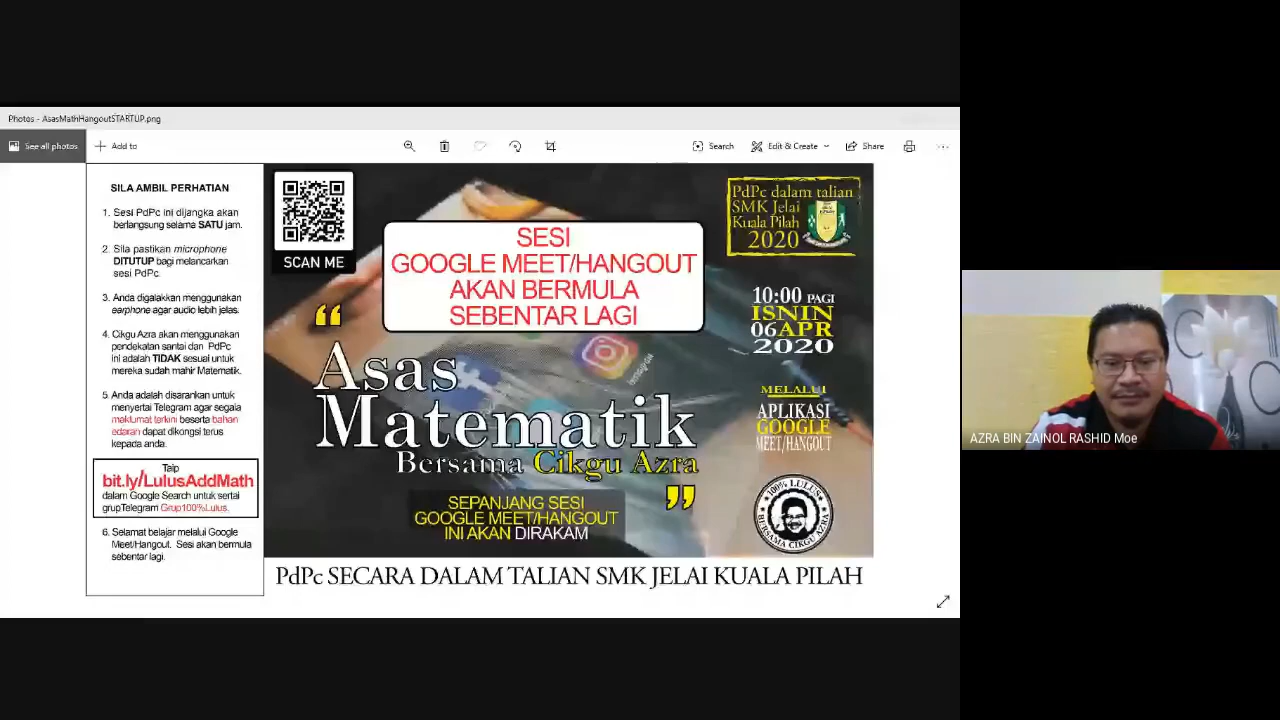 Photos - AsasMathHangoutSTARTUP.png
See all photos
Add to
Search
Edit & Create
Share
SILA AMBIL PERHATIAN
1. Sesi PdPc ini dijangka akan
berlangsung selama SATU jam.
2. Sila pastikan microphone
DITUTUP bagi melancarkan
sesi PdPc.
3. Anda digalakkan menggunakan
earphone agar audio lebih jelas.
4. Cikgu Azra akan menggunakan
pendekatan santai dan PdPc
ini adalah TIDAK sesuai untuk
mereka sudah mahir Matematik.
5. Anda adalah disarankan untuk
menyertai Telegram agar segala
maklumat terkini beserta bahan
edaran dapat dikongsi terus
kepada anda.
Taip
bit.ly/LulusAddMath
dalam Google Search untuk sertai
grupTelegram Grup100%Lulus.
6. Selamat belajar melalui Google
Meet/Hangout. Sesi akan bermula
sebentar lagi.
SCAN ME
SESI
GOOGLE MEET/HANGOUT
AKAN BERMULA
SEBENTAR LAGI
“
Asas
Matematik
Bersama Cikgu Azra
”
SEPANJANG SESI
GOOGLE MEET/HANGOUT
INI AKAN DIRAKAM
PdPc dalam talian
SMK Jelai
Kuala Pilah
2020
10:00 PAGI
ISNIN
06 APR
2020
MELALUI
APLIKASI
GOOGLE
MEET/HANGOUT
100% LULUS
BERSAMA CIKGU AZRA
PdPc SECARA DALAM TALIAN SMK JELAI KUALA PILAH
AZRA BIN ZAINOL RASHID Moe